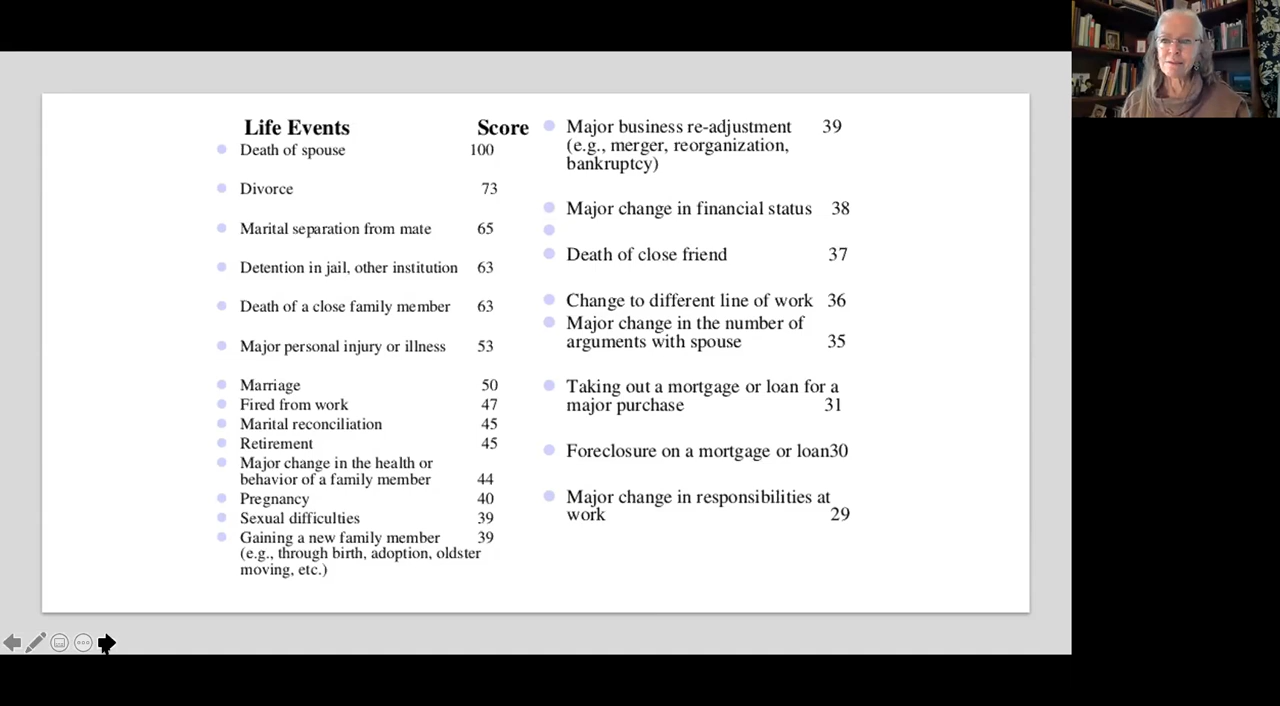 Life Events Score
Death of spouse 100
Divorce 73
Marital separation from mate 65
Detention in jail, other institution 63
Death of a close family member 63
Major personal injury or illness 53
Marriage 50
Fired from work 47
Marital reconciliation 45
Retirement 45
Major change in the health or
behavior of a family member 44
Pregnancy 40
Sexual difficulties 39
Gaining a new family member 39
(e.g., through birth, adoption, oldster
moving, etc.)
Major business re-adjustment 39
(e.g., merger, reorganization,
bankruptcy)
Major change in financial status 38
Death of close friend 37
Change to different line of work 36
Major change in the number of
arguments with spouse 35
Taking out a mortgage or loan for a
major purchase 31
Foreclosure on a mortgage or loan30
Major change in responsibilities at
work 29